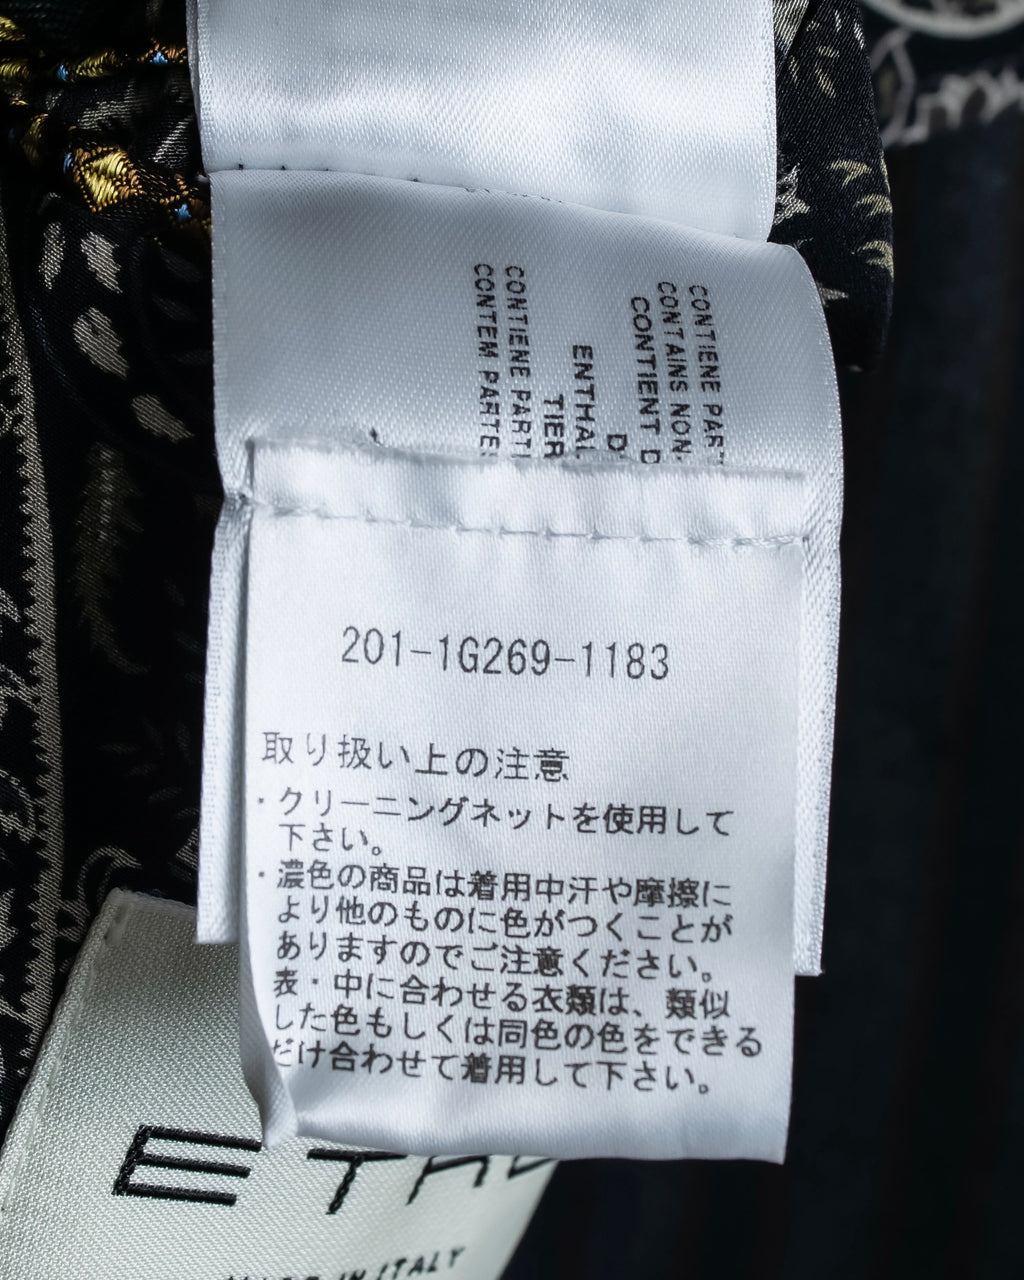 CONTIENE PAR
CONTAINS NON
CONTIENT D
D
ENTHAL
TIER
CONTIENE PARTI
CONTEM PARTE
201-1G269-1183
取り扱い上の注意
・クリーニングネットを使用して
下さい。
・濃色の商品は着用中汗や摩擦に
より他のものに色がつくことが
ありますのでご注意ください。
表・中に合わせる衣類は、類似
した色もしくは同色の色をできる
だけ合わせて着用して下さい。
ET
IN ITALY